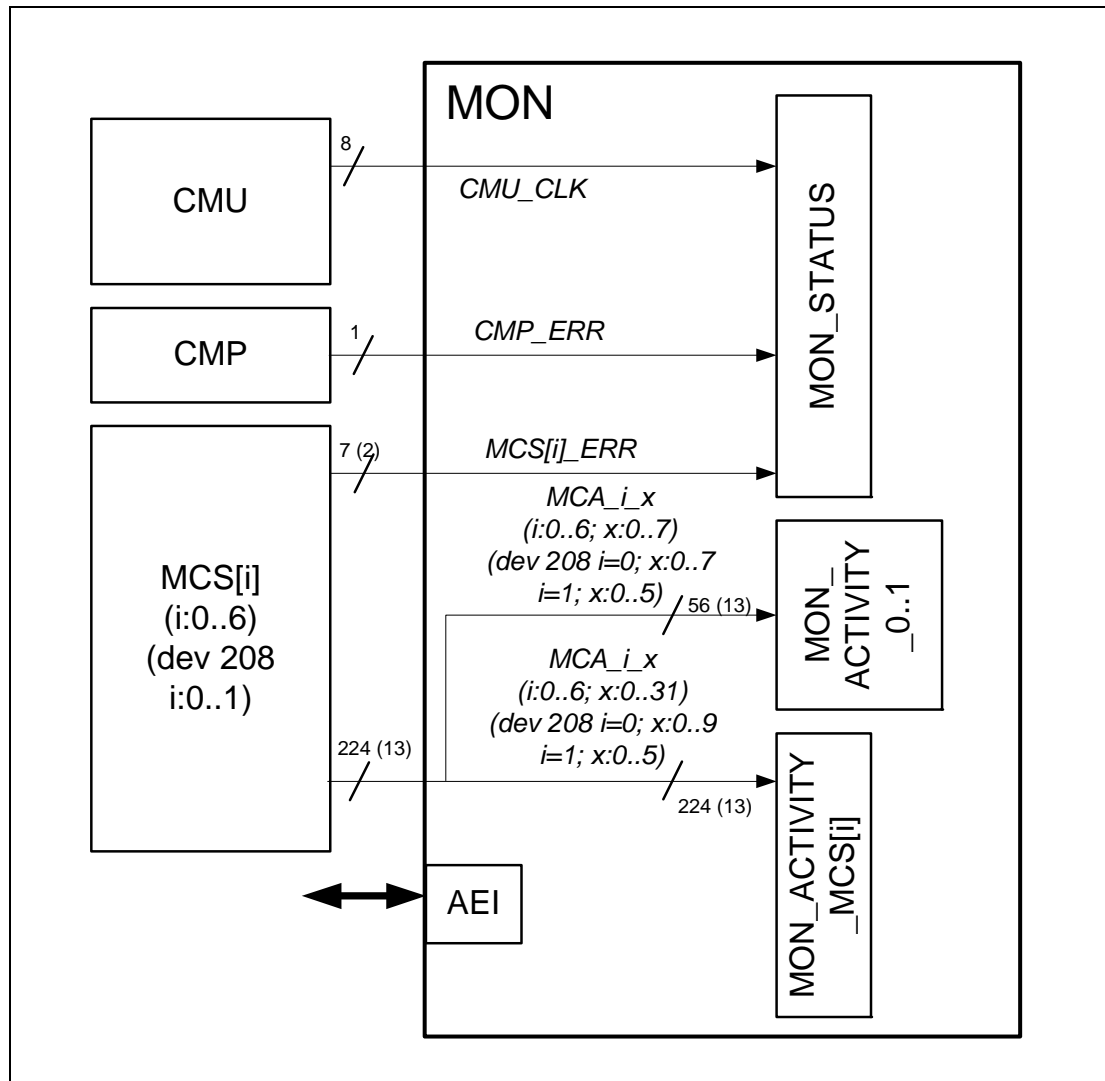 MON
8
CMU
CMU_CLK
MON_STATUS
1
CMP_ERR
CMP
7 (2)
MCS[i]_ERR
MCA_i_x
(i:0..6; x:0..7)
(dev 208 i=0; x:0..7
i=1; x:0..5)
56 (13)
MON_
ACTIVITY
_0..1
MCS[i]
(i:0..6)
(dev 208
i:0..1)
MCA_i_x
(i:0..6; x:0..31)
(dev 208 i=0; x:0..9
i=1; x:0..5)
224 (13)
224 (13)
MON_ACTIVITY
_MCS[i]
AEI